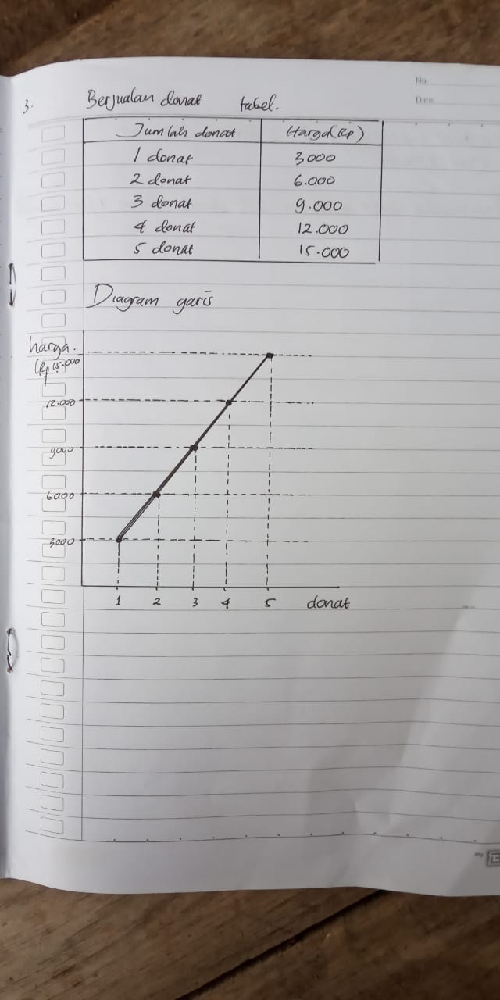 No.
Date
3. Berjualan donat tabel.
Jumlah donat Harga (Rp)
1 donat 3000
2 donat 6.000
3 donat 9.000
4 donat 12.000
5 donat 15.000
Diagram garis
harga.
(Rp 15.000
12.000
9000
6000
3000
1 2 3 4 5 donat